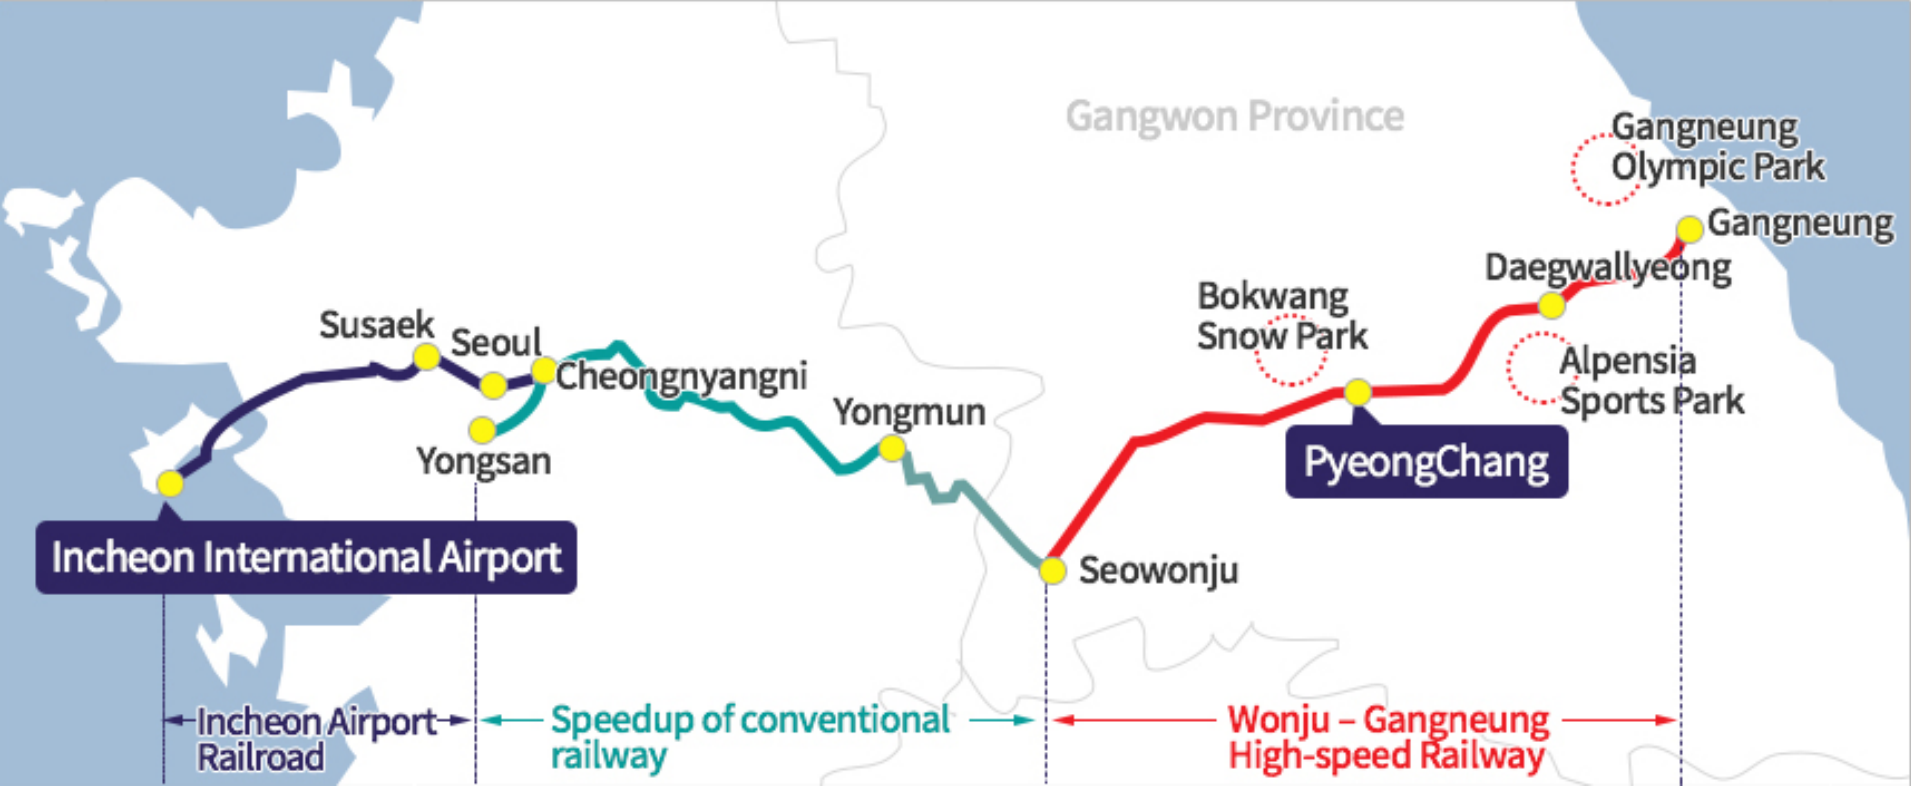 Gangwon Province
Gangneung
Olympic Park
Gangneung
Daegwallyeong
Bokwang
Snow Park
Alpensia
Sports Park
Susaek
Seoul
Cheongnyangni
Yongmun
Yongsan
PyeongChang
Incheon International Airport
Seowonju
Incheon Airport
Railroad
Speedup of conventional
railway
Wonju – Gangneung
High-speed Railway